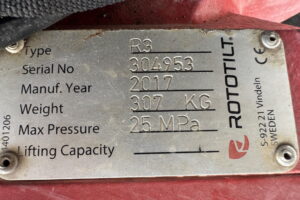 Type R3
Serial No 304953
Manuf. Year 2017
Weight 307 KG
Max Pressure 25 MPa
Lifting Capacity
ROTOTILT
CE
S-922 21 Vindeln
SWEDEN